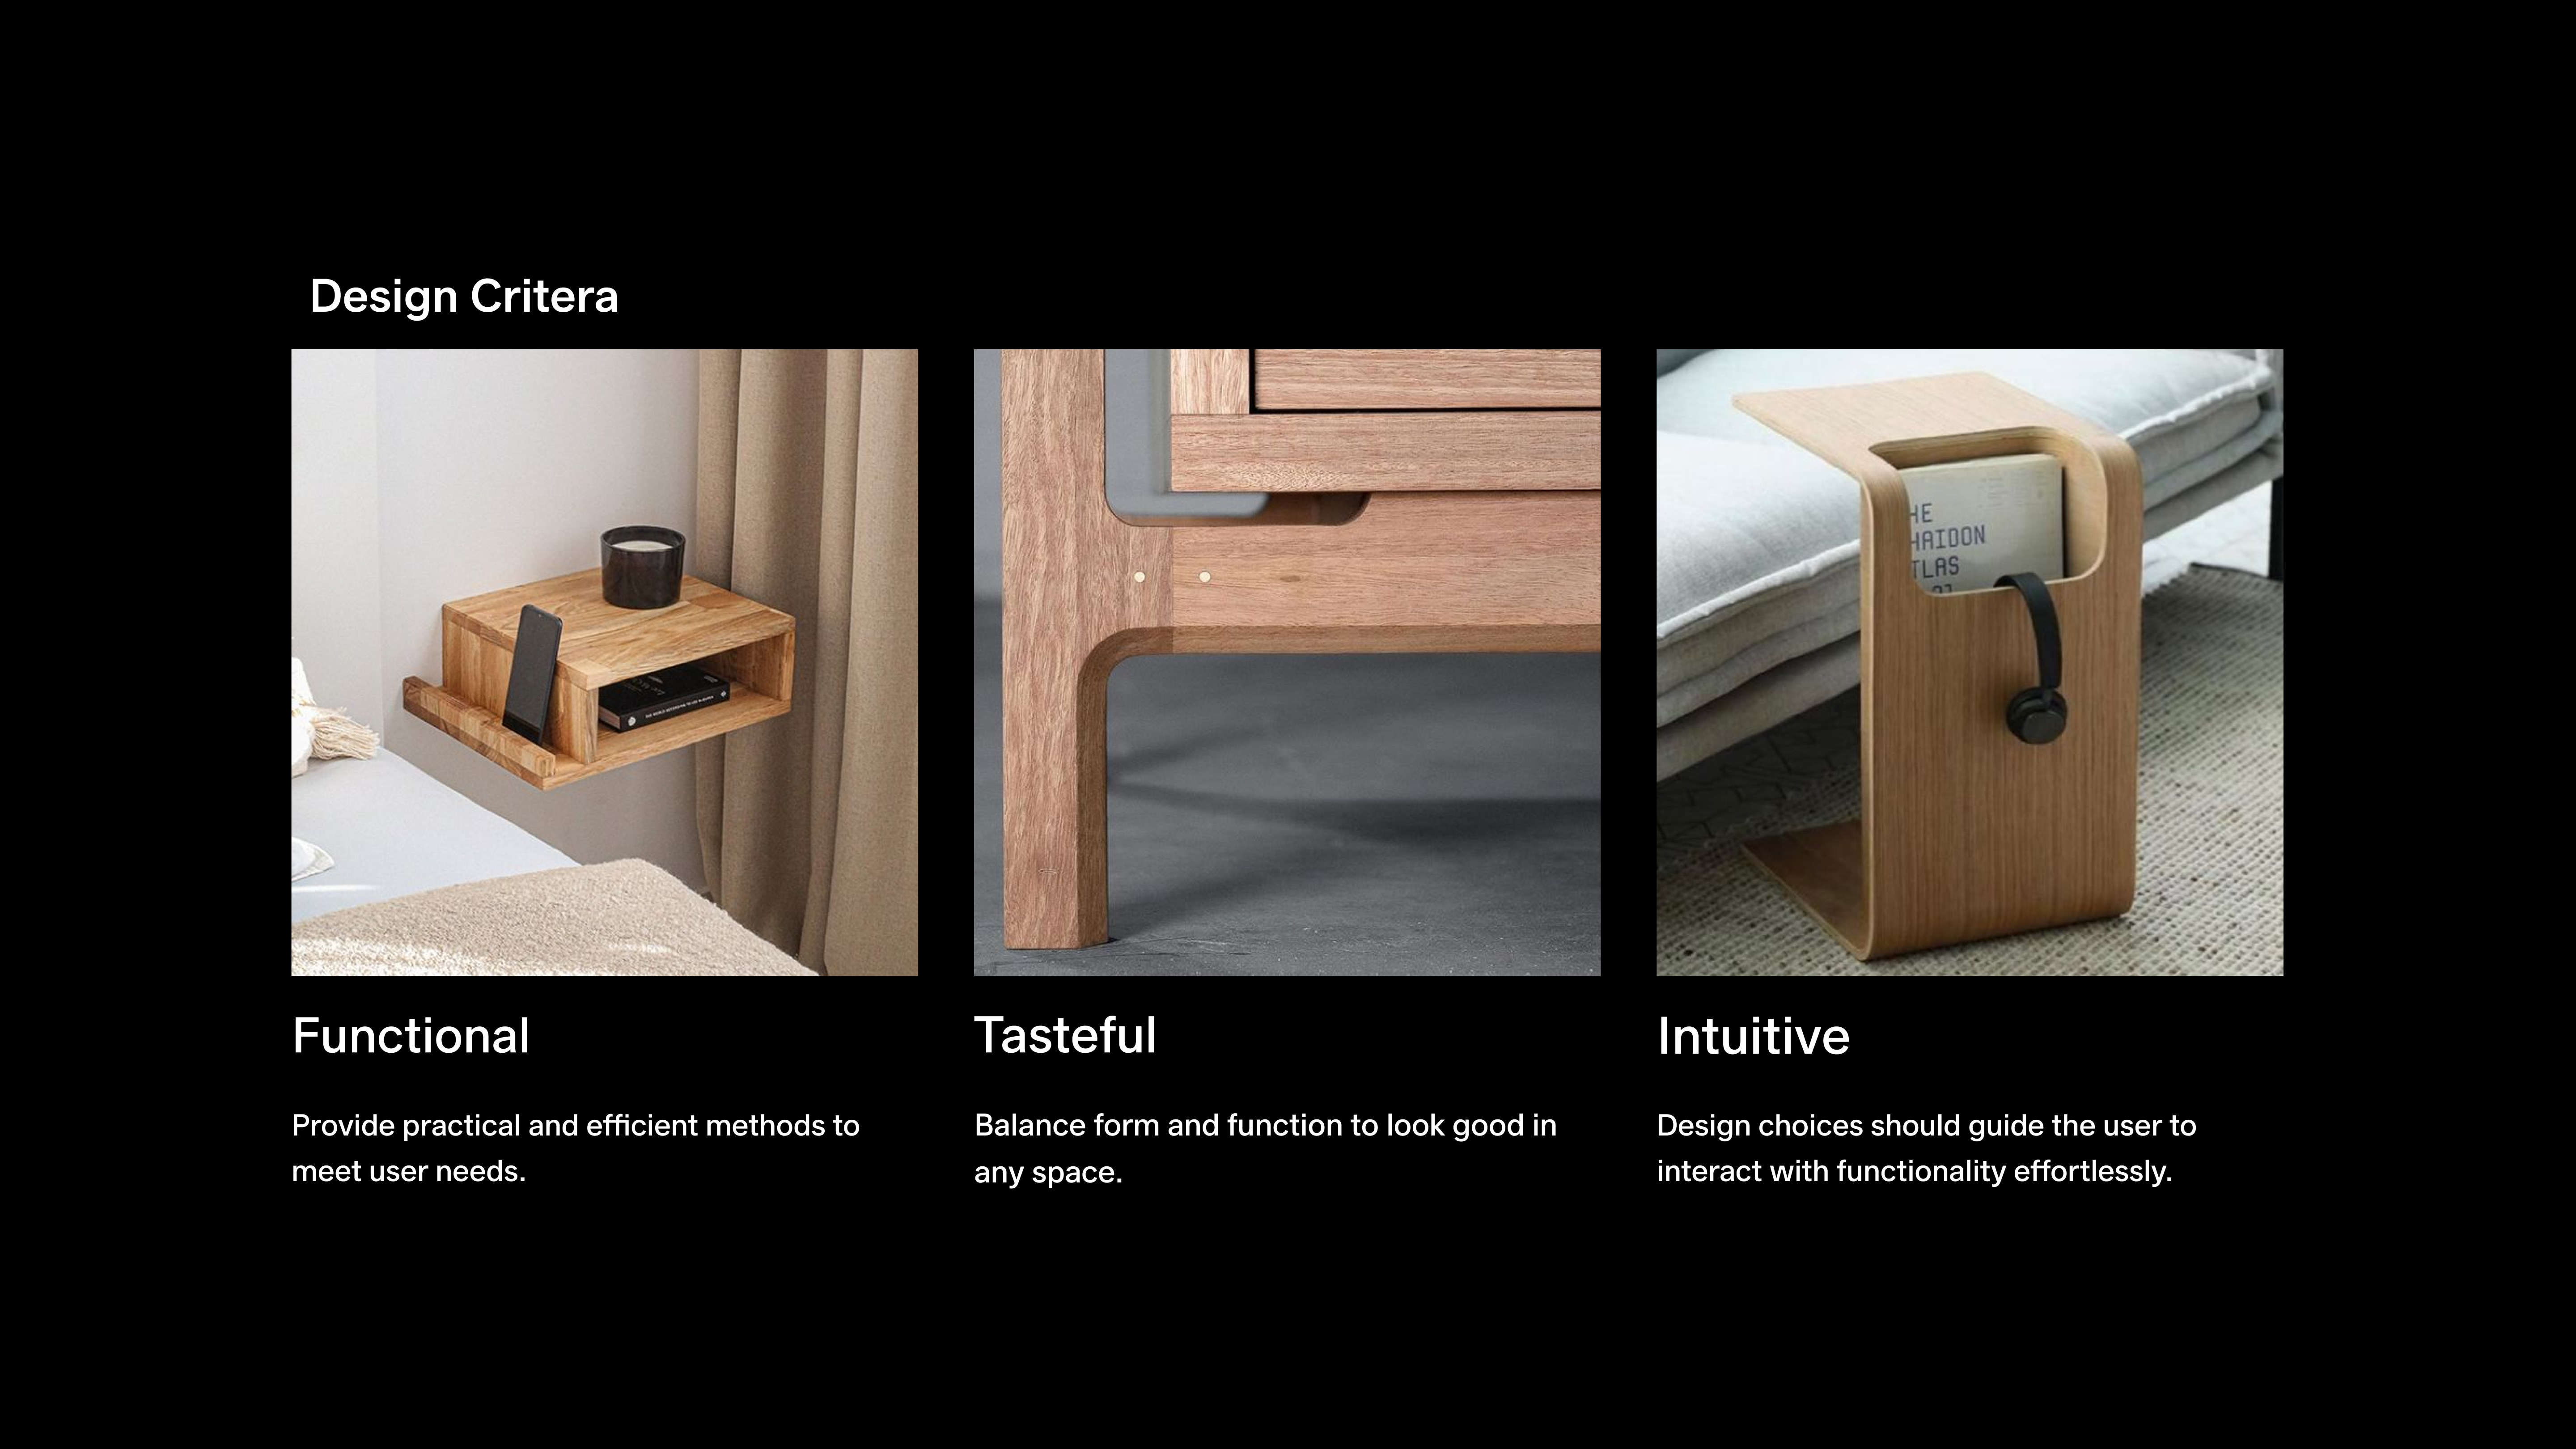 Design Critera
HE
HAIDON
TLAS
Functional
Tasteful
Intuitive
Provide practical and efficient methods to
meet user needs.
Balance form and function to look good in
any space.
Design choices should guide the user to
interact with functionality effortlessly.